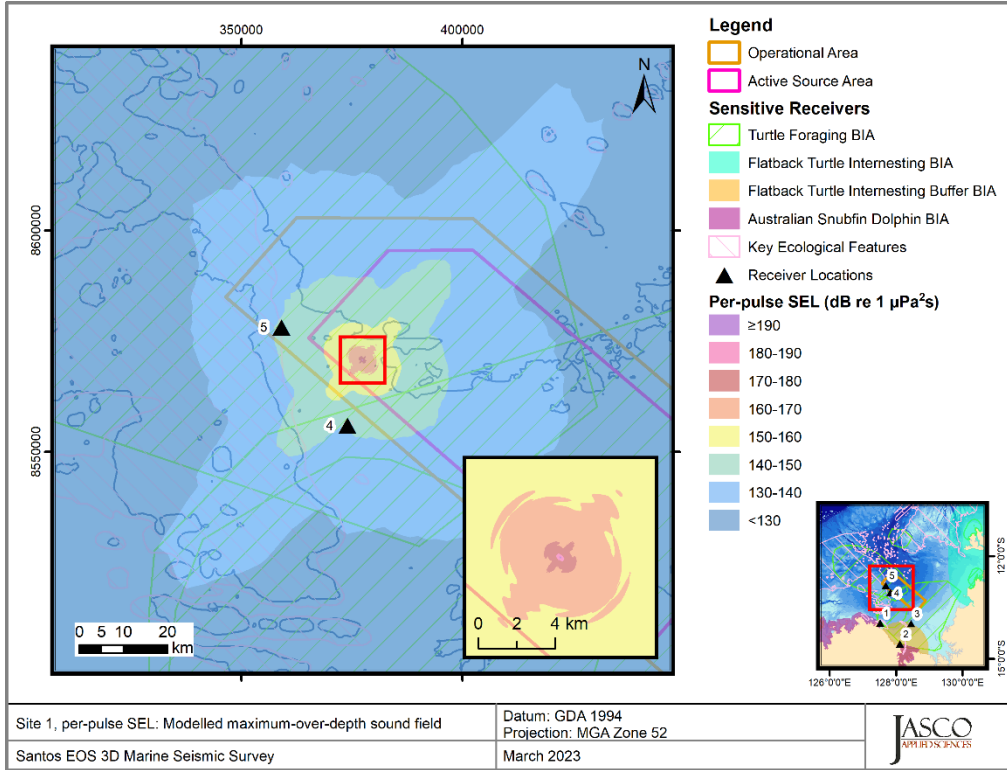 350000
400000
N
8600000
8550000
5
4
0 5 10 20
km
0 2 4 km
Legend
Operational Area
Active Source Area
Sensitive Receivers
Turtle Foraging BIA
Flatback Turtle Internesting BIA
Flatback Turtle Internesting Buffer BIA
Australian Snubfin Dolphin BIA
Key Ecological Features
Receiver Locations
Per-pulse SEL (dB re 1 µPa²s)
≥190
180-190
170-180
160-170
150-160
140-150
130-140
<130
5
4
1
3
2
12°0'0"S
15°0'0"S
126°0'0"E 128°0'0"E 130°0'0"E
Site 1, per-pulse SEL: Modelled maximum-over-depth sound field
Datum: GDA 1994
Projection: MGA Zone 52
Santos EOS 3D Marine Seismic Survey
March 2023
JASCO
APPLIED SCIENCES